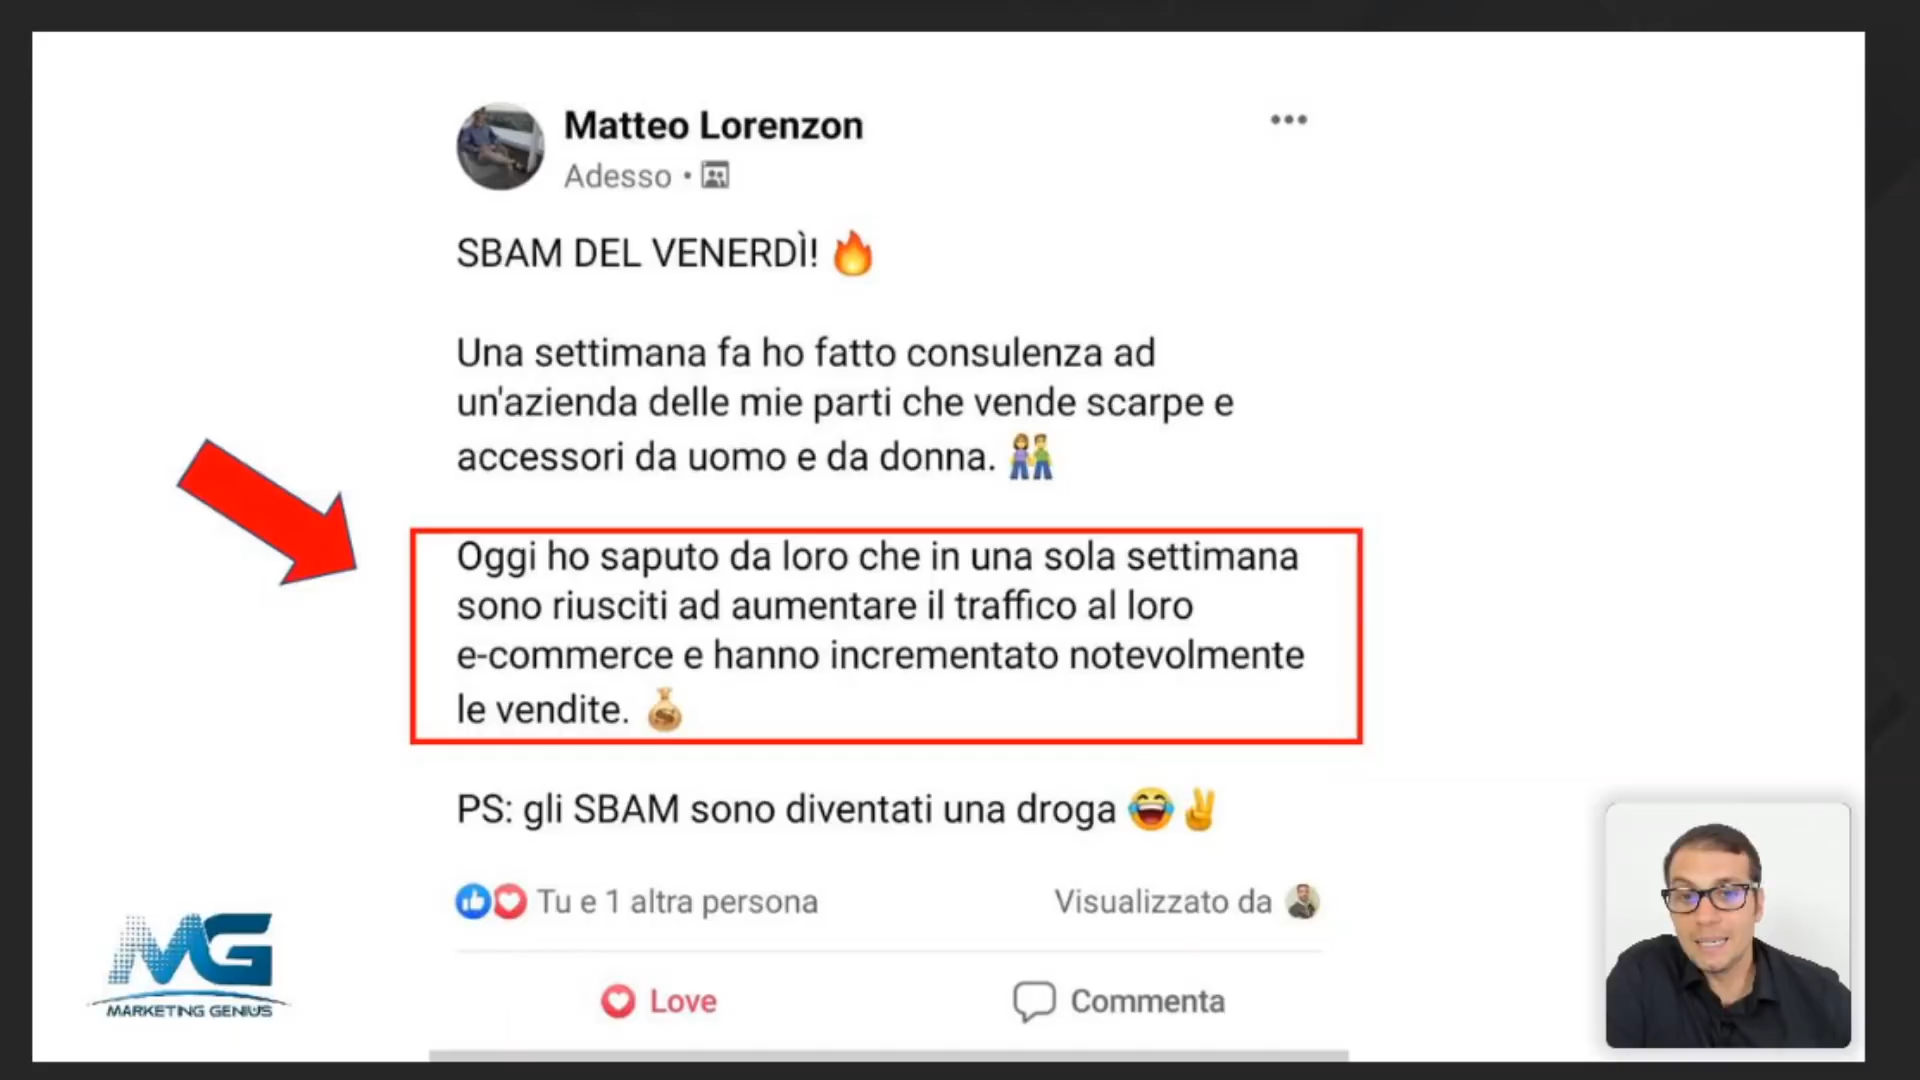 Matteo Lorenzon
Adesso •
SBAM DEL VENERDÌ! 🔥
Una settimana fa ho fatto consulenza ad
un'azienda delle mie parti che vende scarpe e
accessori da uomo e da donna. 👫
Oggi ho saputo da loro che in una sola settimana
sono riusciti ad aumentare il traffico al loro
e-commerce e hanno incrementato notevolmente
le vendite. 💰
PS: gli SBAM sono diventati una droga 😂✌
Tu e 1 altra persona
Visualizzato da
Love
Commenta
MG
MARKETING GENIUS